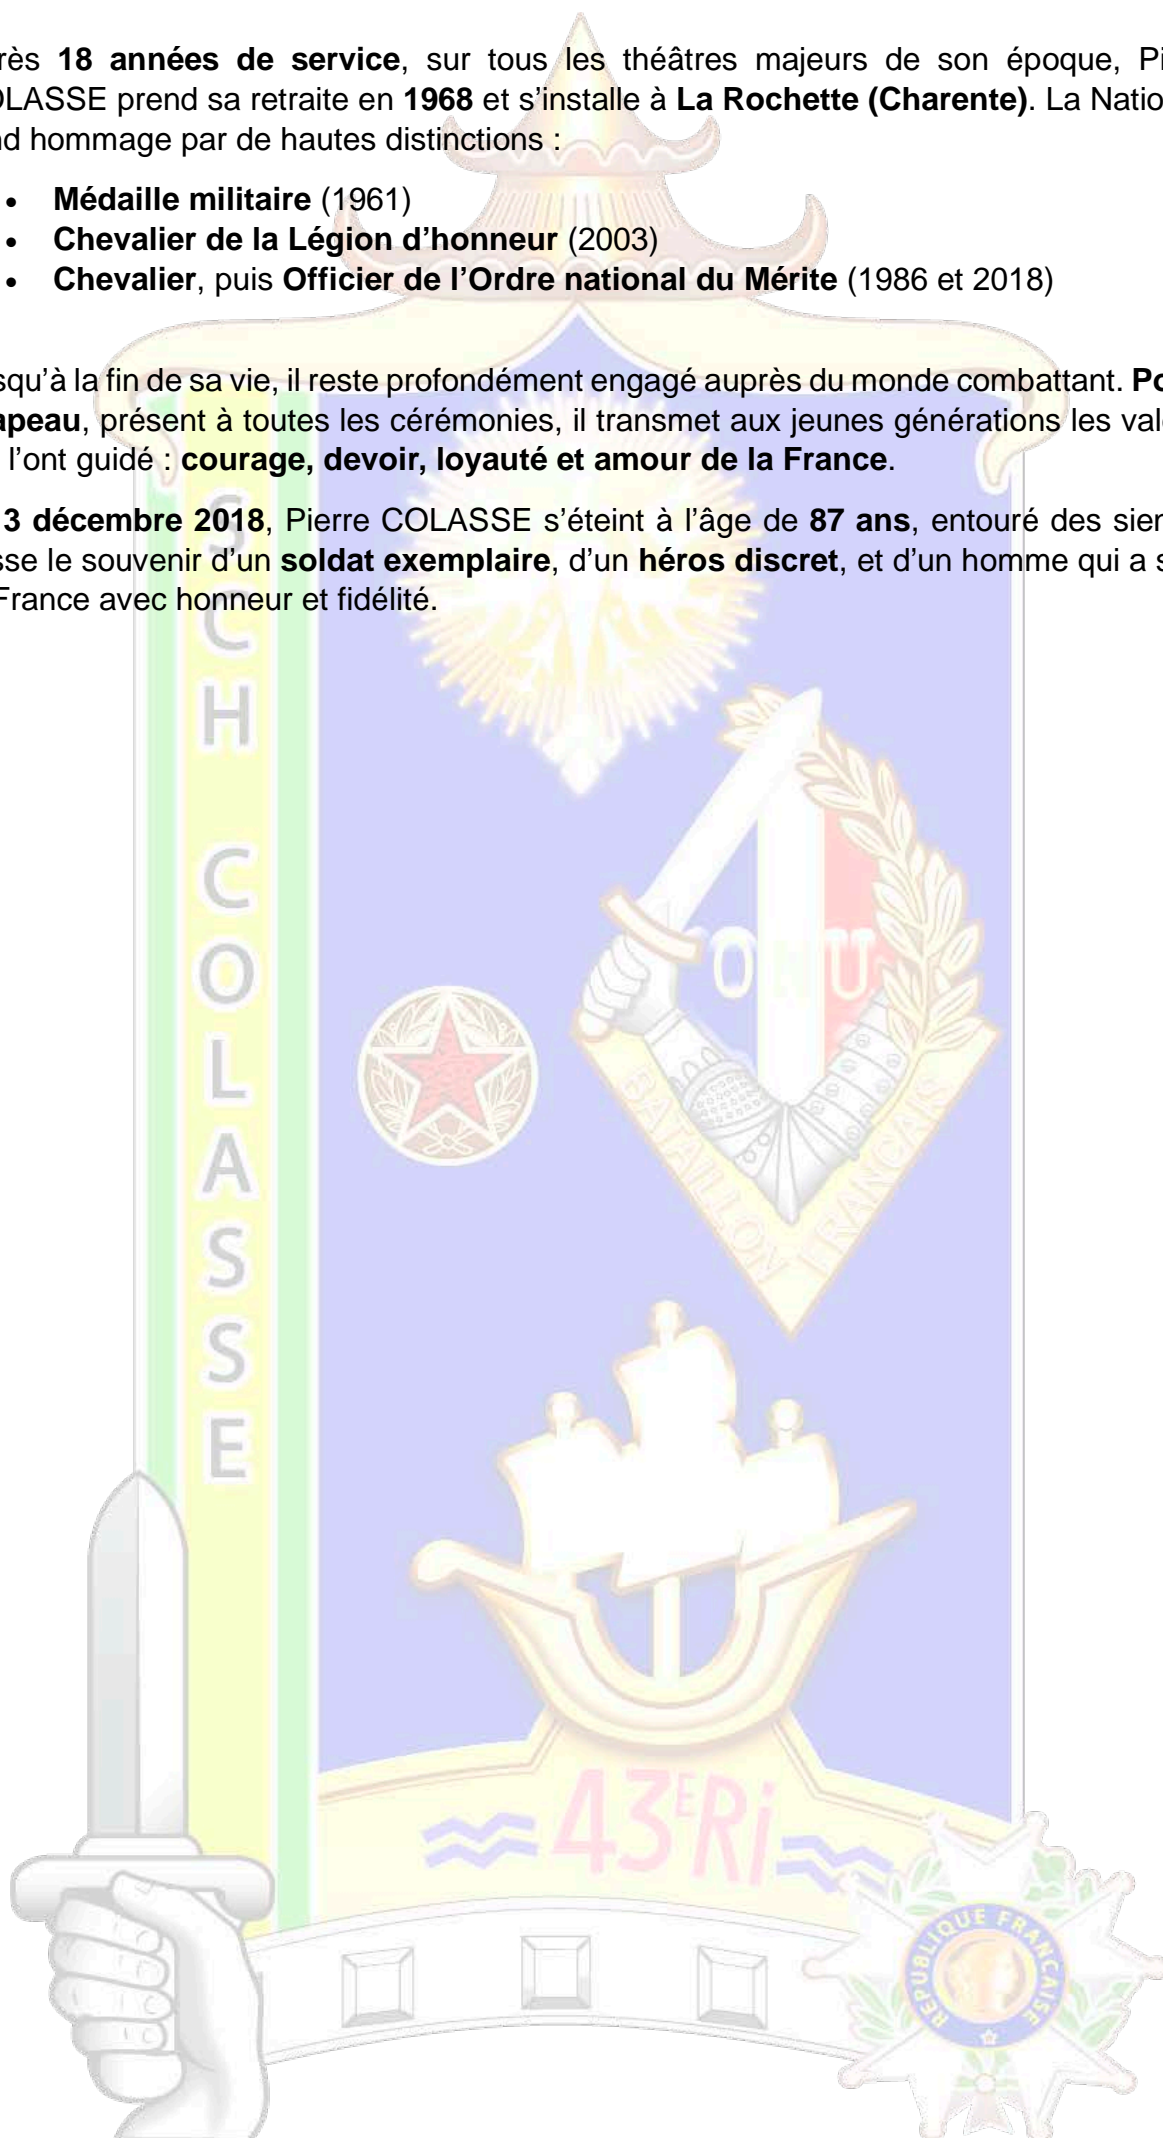 rès 18 années de service, sur tous les théâtres majeurs de son époque, Pi
OLASSE prend sa retraite en 1968 et s’installe à La Rochette (Charente). La Natio
nd hommage par de hautes distinctions :
• Médaille militaire (1961)
• Chevalier de la Légion d’honneur (2003)
• Chevalier, puis Officier de l’Ordre national du Mérite (1986 et 2018)
squ’à la fin de sa vie, il reste profondément engagé auprès du monde combattant. Po
apeau, présent à toutes les cérémonies, il transmet aux jeunes générations les val
l’ont guidé : courage, devoir, loyauté et amour de la France.
3 décembre 2018, Pierre COLASSE s’éteint à l’âge de 87 ans, entouré des sien
sse le souvenir d’un soldat exemplaire, d’un héros discret, et d’un homme qui a s
France avec honneur et fidélité.
SCH COLASSE
ONU
BATAILLON FRANCAIS
43E Ri
REPUBLIQUE FRANCAISE